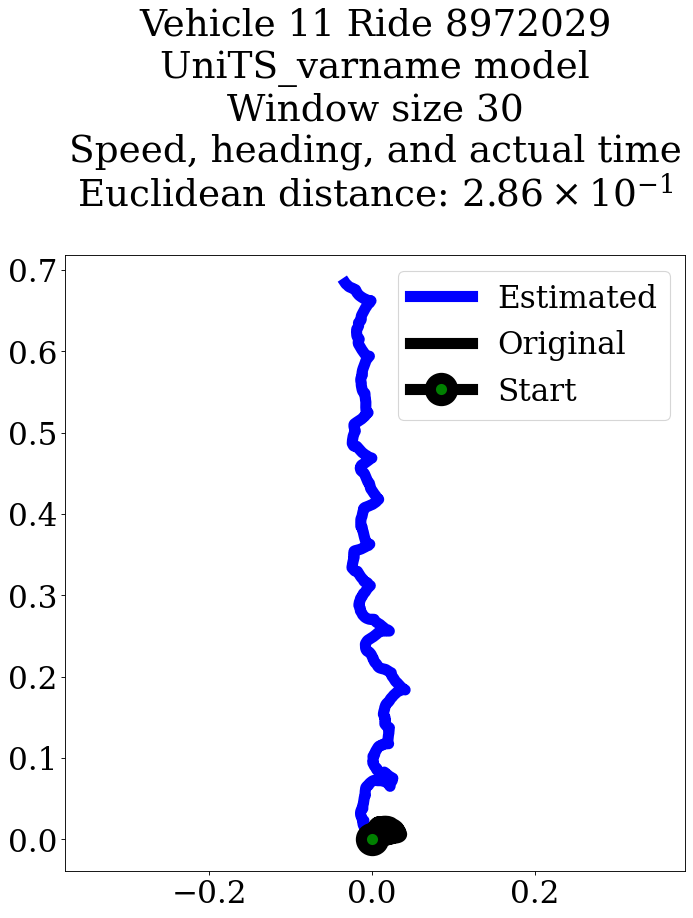 Vehicle 11 Ride 8972029
UniTS_varname model
Window size 30
Speed, heading, and actual time
Euclidean distance: $2.86 \times 10^{-1}$
0.7
0.6
0.5
0.4
0.3
0.2
0.1
0.0
−0.2
0.0
0.2
Estimated
Original
Start